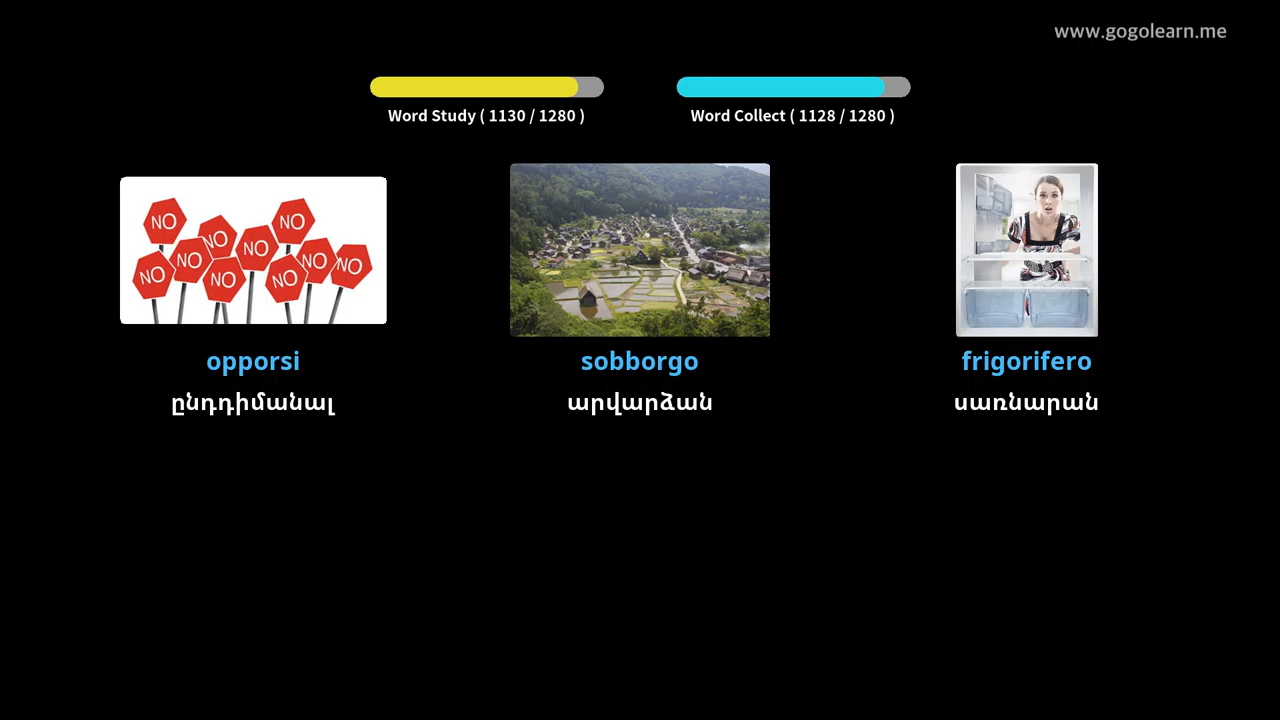 www.gogolearn.me
Word Study ( 1130 / 1280 )
Word Collect ( 1128 / 1280 )
NO NO NO NO NO NO NO NO NO
opporsi
sobborgo
frigorifero
ընդդիմանալ
արվարձան
սառնարան